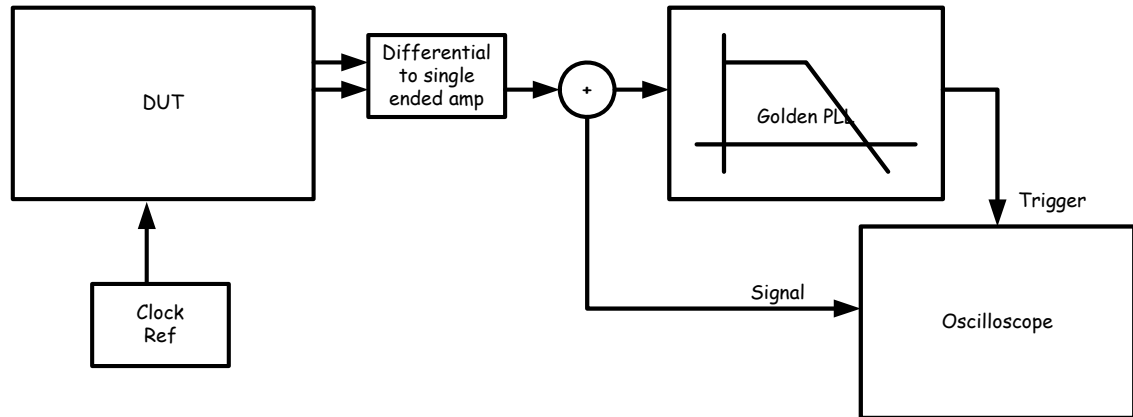 DUT
Differential
to single
ended amp
+
Golden PLL
Trigger
Clock
Ref
Signal
Oscilloscope